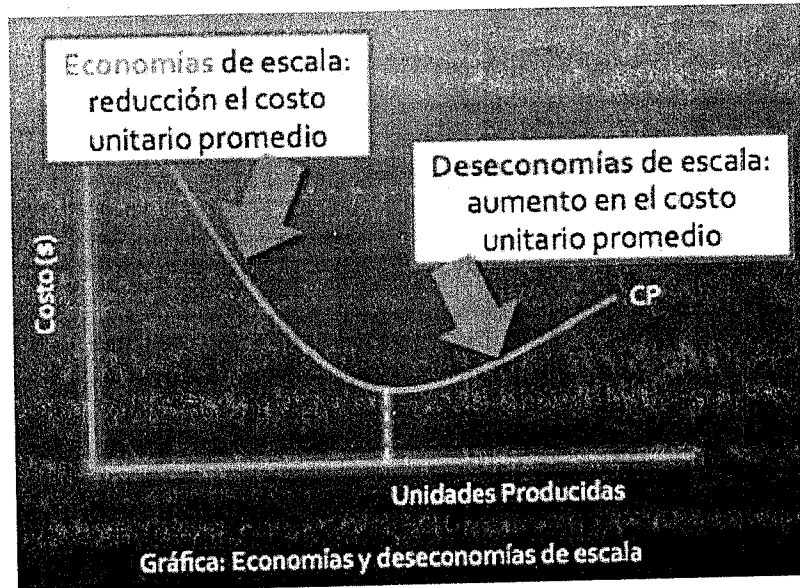 Economías de escala:
reducción el costo
unitario promedio
Deseconomías de escala:
aumento en el costo
unitario promedio
Costo ($)
CP
Unidades Producidas
Gráfica: Economías y deseconomías de escala